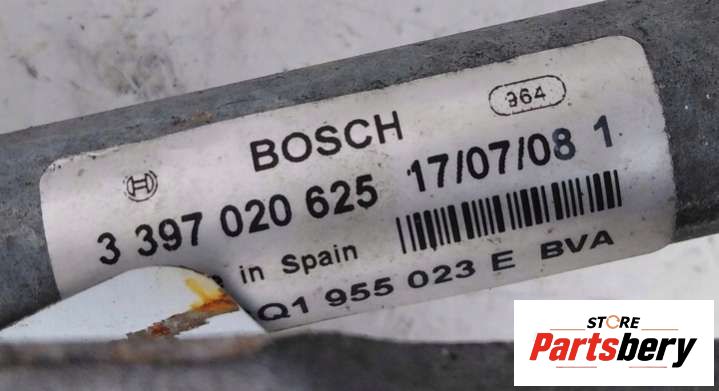 964
BOSCH
3 397 020 625 17/07/08 1
in Spain
Q1 955 023 E BVA
STORE
Partsbery